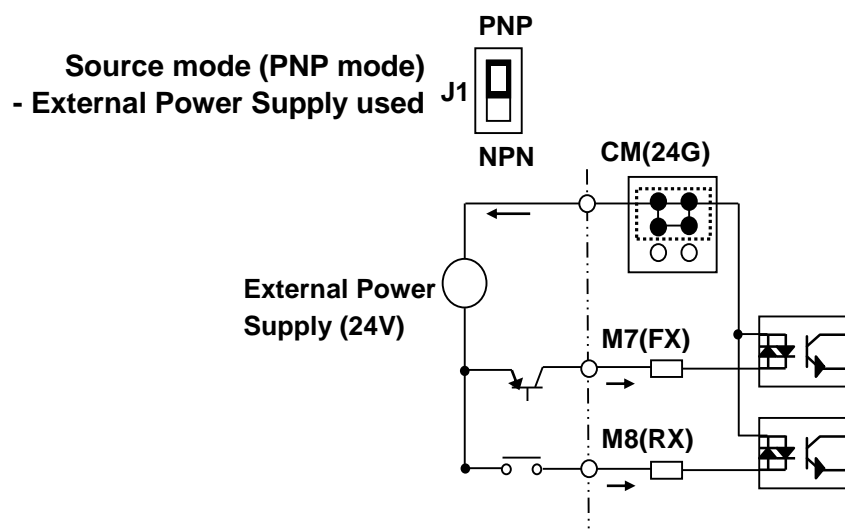 PNP
Source mode (PNP mode)
- External Power Supply used
J1
NPN
CM(24G)
External Power
Supply (24V)
M7(FX)
M8(RX)